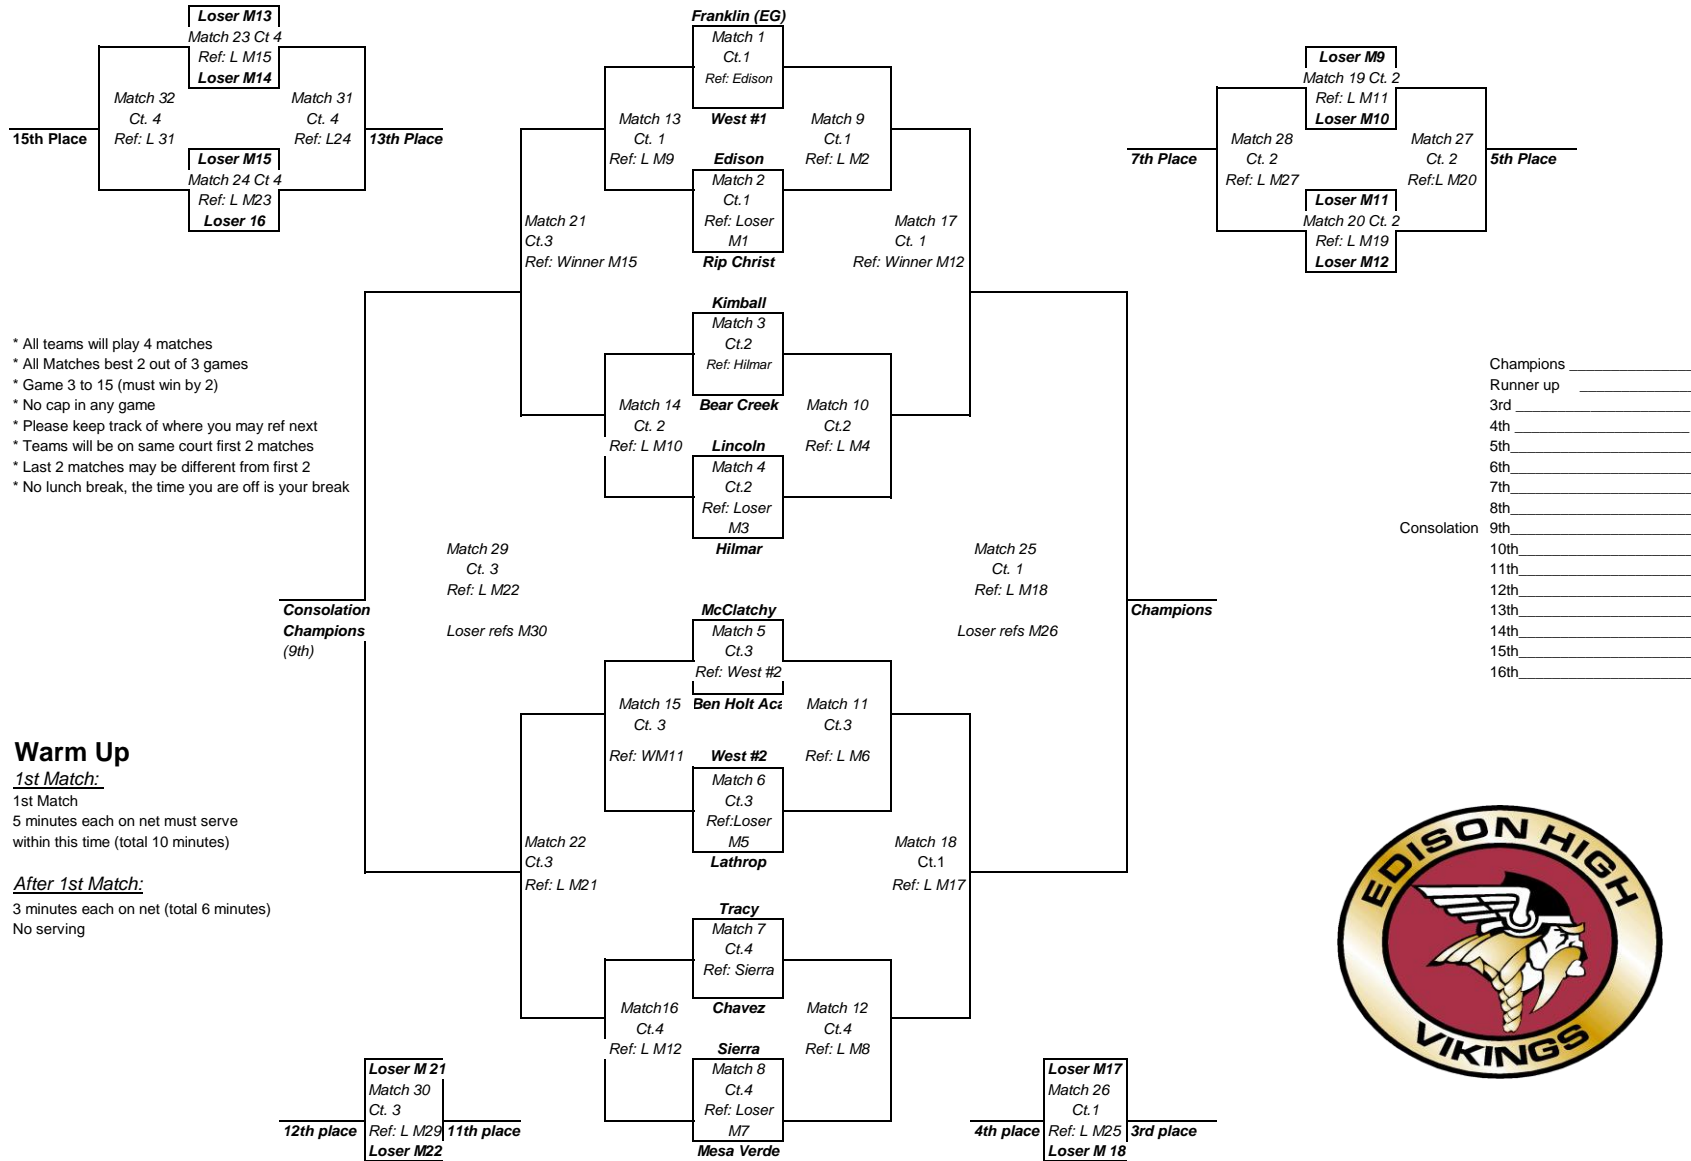 Loser M13
Match 23 Ct 4
Ref: L M15
Loser M14
Match 32
Ct. 4
Ref: L 31
Match 31
Ct. 4
Ref: L24
15th Place
13th Place
Loser M15
Match 24 Ct 4
Ref: L M23
Loser 16
Franklin (EG)
Match 1
Ct.1
Ref: Edison
West #1
Match 13
Ct. 1
Ref: L M9
Match 9
Ct.1
Ref: L M2
Edison
Match 2
Ct.1
Ref: Loser
M1
Rip Christ
Match 21
Ct.3
Ref: Winner M15
Match 17
Ct. 1
Ref: Winner M12
Kimball
Match 3
Ct.2
Ref: Hilmar
Bear Creek
Match 14
Ct. 2
Ref: L M10
Match 10
Ct.2
Ref: L M4
Lincoln
Match 4
Ct.2
Ref: Loser
M3
Hilmar
Loser M9
Match 19 Ct. 2
Ref: L M11
Loser M10
Match 28
Ct. 2
Ref: L M27
Match 27
Ct. 2
Ref:L M20
7th Place
5th Place
Loser M11
Match 20 Ct. 2
Ref: L M19
Loser M12
* All teams will play 4 matches
* All Matches best 2 out of 3 games
* Game 3 to 15 (must win by 2)
* No cap in any game
* Please keep track of where you may ref next
* Teams will be on same court first 2 matches
* Last 2 matches may be different from first 2
* No lunch break, the time you are off is your break
Champions
Runner up
3rd
4th
5th
6th
7th
8th
Consolation 9th
10th
11th
12th
13th
14th
15th
16th
Match 29
Ct. 3
Ref: L M22
Loser refs M30
Match 25
Ct. 1
Ref: L M18
Loser refs M26
Consolation
Champions
(9th)
Champions
McClatchy
Match 5
Ct.3
Ref: West #2
Ben Holt Aca
Match 15
Ct. 3
Ref: WM11
Match 11
Ct.3
Ref: L M6
West #2
Match 6
Ct.3
Ref:Loser
M5
Lathrop
Match 22
Ct.3
Ref: L M21
Match 18
Ct.1
Ref: L M17
Tracy
Match 7
Ct.4
Ref: Sierra
Chavez
Match16
Ct.4
Ref: L M12
Match 12
Ct.4
Ref: L M8
Sierra
Match 8
Ct.4
Ref: Loser
M7
Mesa Verde
Warm Up
1st Match:
1st Match
5 minutes each on net must serve
within this time (total 10 minutes)
After 1st Match:
3 minutes each on net (total 6 minutes)
No serving
Loser M 21
Match 30
Ct. 3
Ref: L M29
Loser M22
12th place
11th place
Loser M17
Match 26
Ct.1
Ref: L M25
Loser M 18
4th place
3rd place
EDISON HIGH
VIKINGS